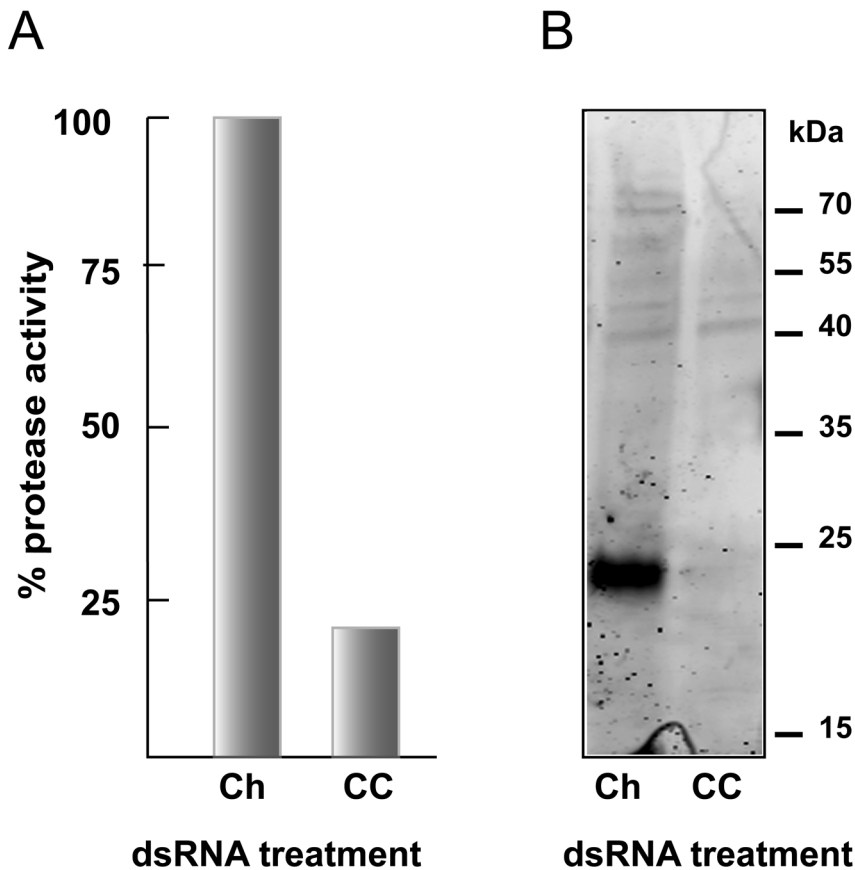 A
B
100
75
50
25
% protease activity
Ch CC
dsRNA treatment
kDa
70
55
40
35
25
15
Ch CC
dsRNA treatment